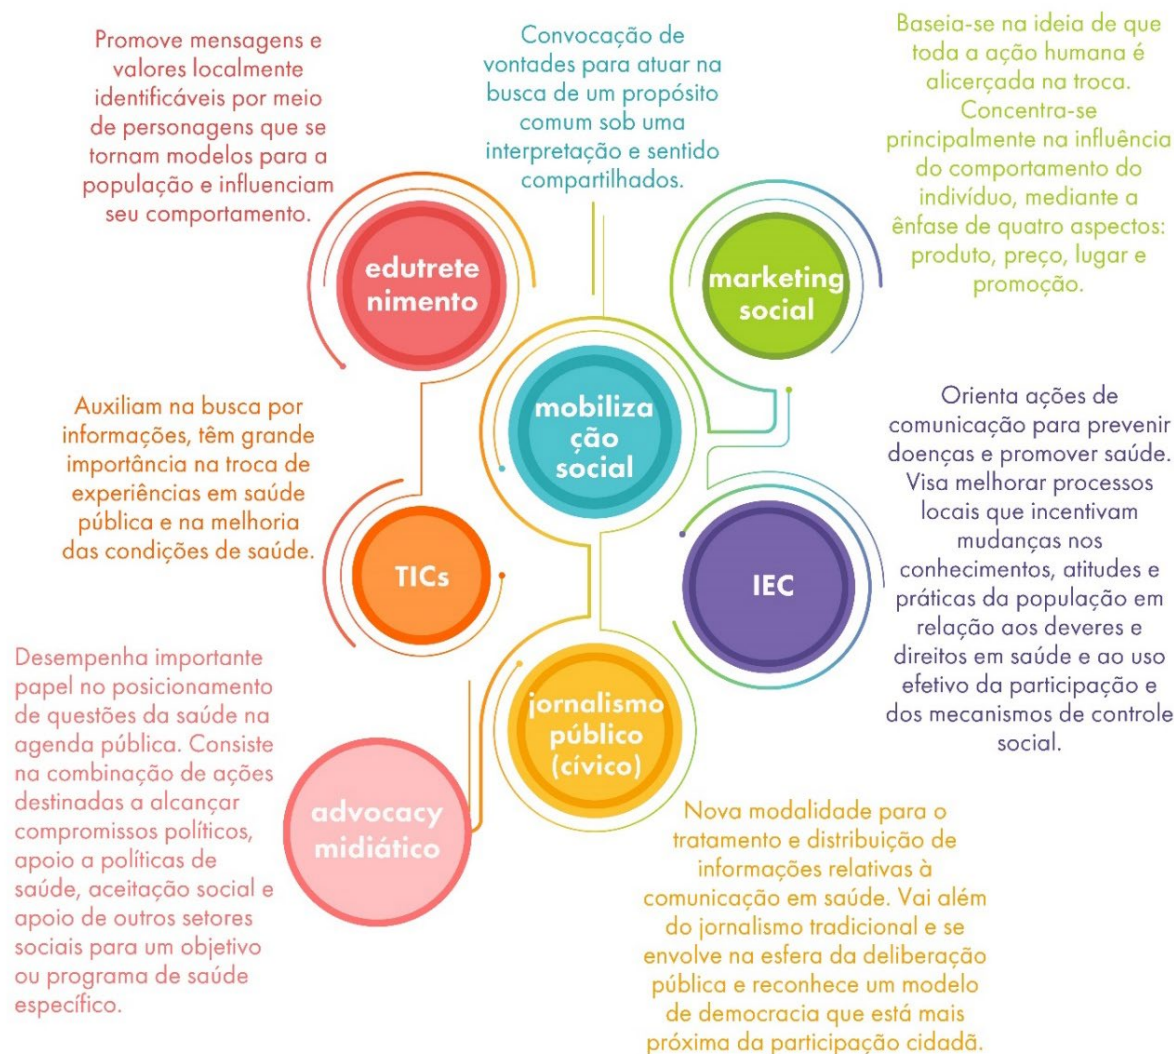 Promove mensagens e
valores localmente
identificáveis por meio
de personagens que se
tornam modelos para a
população e influenciam
seu comportamento.
edutrete
nimento
Convocação de
vontades para atuar na
busca de um propósito
comum sob uma
interpretação e sentido
compartilhados.
mobiliza
ção
social
Baseia-se na ideia de que
toda a ação humana é
alicerçada na troca.
Concentra-se
principalmente na influência
do comportamento do
indivíduo, mediante a
ênfase de quatro aspectos:
produto, preço, lugar e
promoção.
marketing
social
Auxiliam na busca por
informações, têm grande
importância na troca de
experiências em saúde
pública e na melhoria
das condições de saúde.
TICs
Orienta ações de
comunicação para prevenir
doenças e promover saúde.
Visa melhorar processos
locais que incentivam
mudanças nos
conhecimentos, atitudes e
práticas da população em
relação aos deveres e
direitos em saúde e ao uso
efetivo da participação e
dos mecanismos de controle
social.
IEC
Desempenha importante
papel no posicionamento
de questões da saúde na
agenda pública. Consiste
na combinação de ações
destinadas a alcançar
compromissos políticos,
apoio a políticas de
saúde, aceitação social e
apoio de outros setores
sociais para um objetivo
ou programa de saúde
específico.
advocacy
midiático
jornalismo
público
(cívico)
Nova modalidade para o
tratamento e distribuição de
informações relativas à
comunicação em saúde. Vai além
do jornalismo tradicional e se
envolve na esfera da deliberação
pública e reconhece um modelo
de democracia que está mais
próxima da participação cidadã.